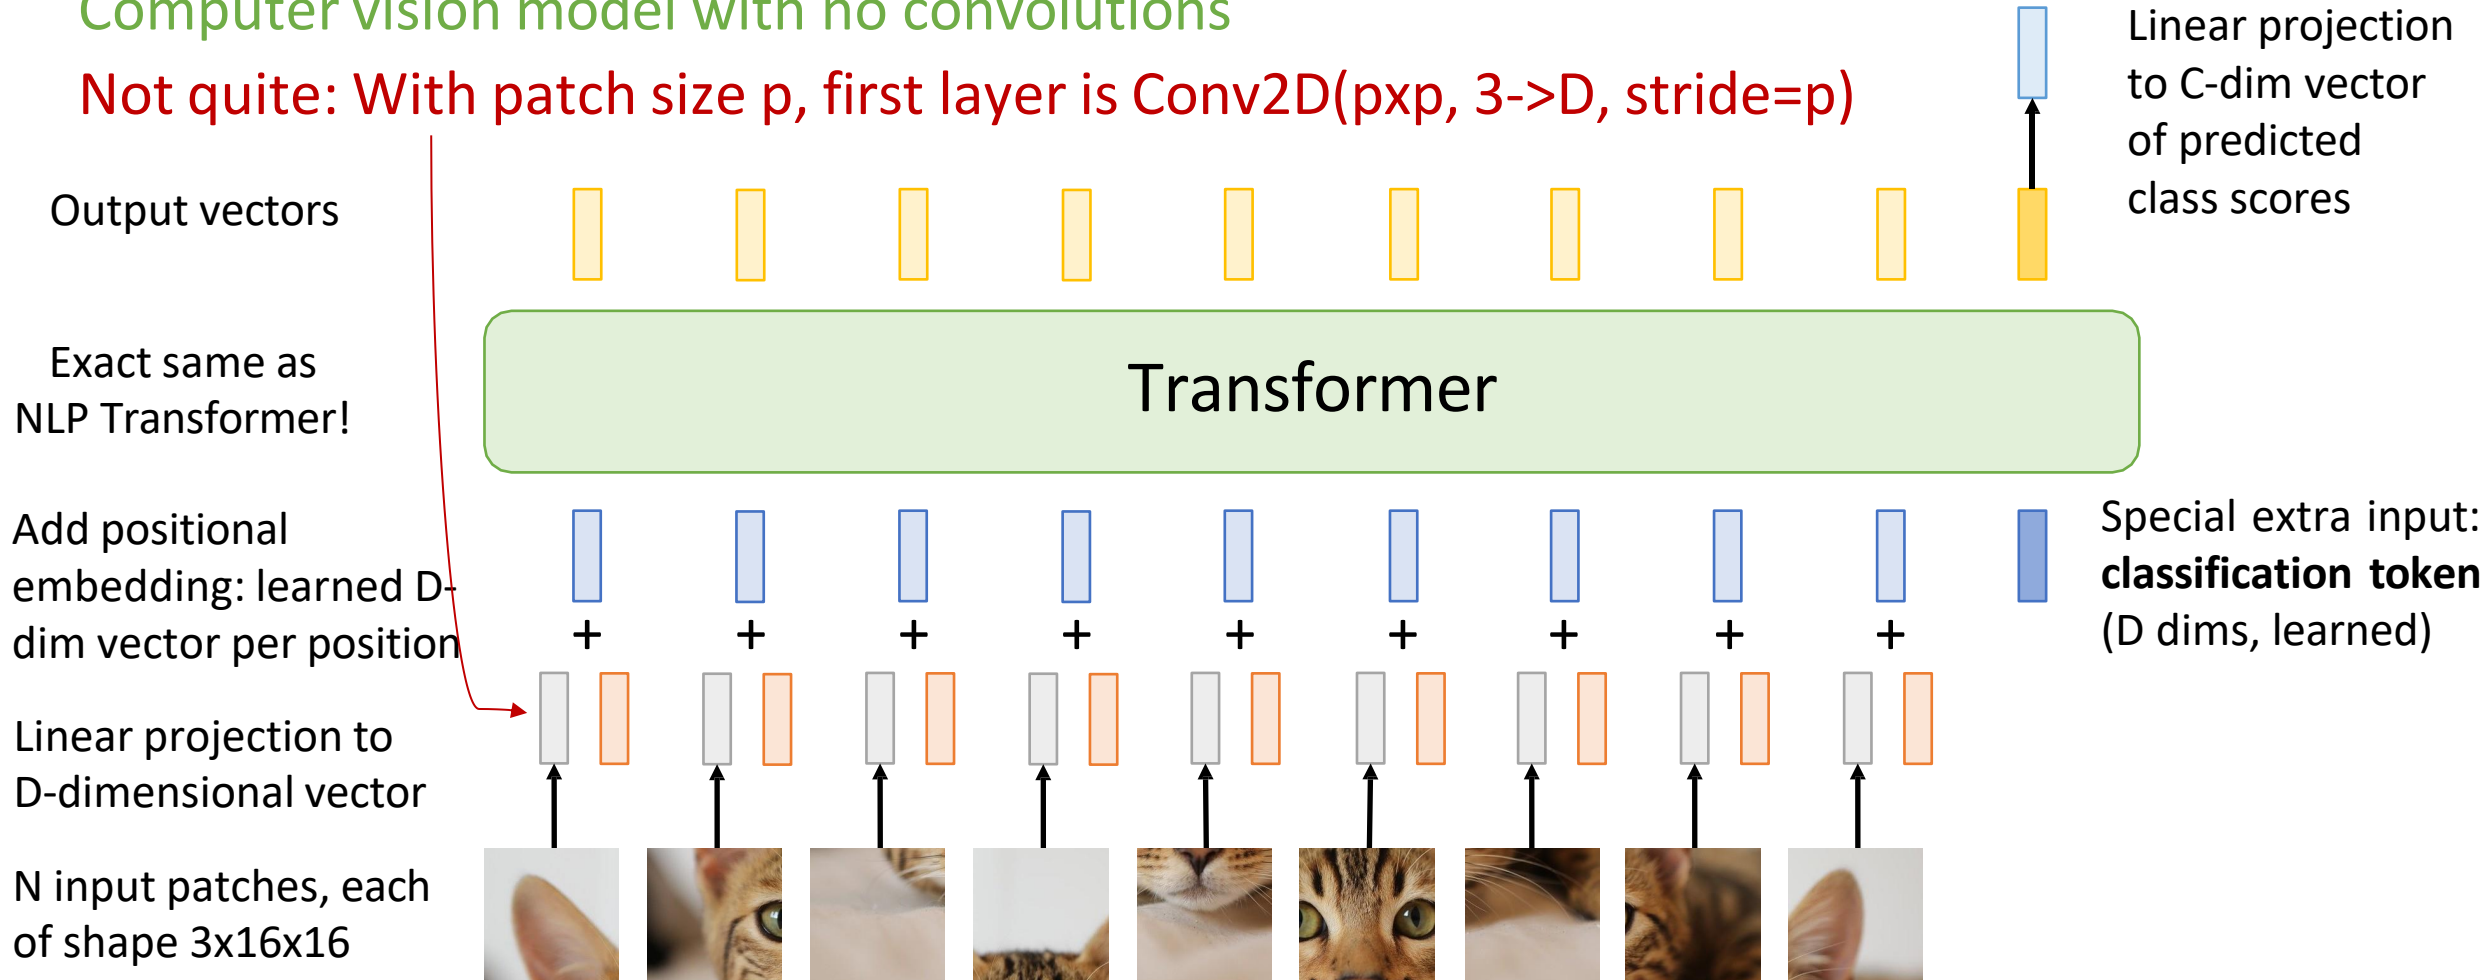 Computer vision model with no convolutions
Not quite: With patch size p, first layer is Conv2D(pxp, 3->D, stride=p)
Linear projection
to C-dim vector
of predicted
class scores
Output vectors
Exact same as
NLP Transformer!
Transformer
Add positional
embedding: learned D-
dim vector per position
+ + + + + + + + +
Special extra input:
classification token
(D dims, learned)
Linear projection to
D-dimensional vector
N input patches, each
of shape 3x16x16